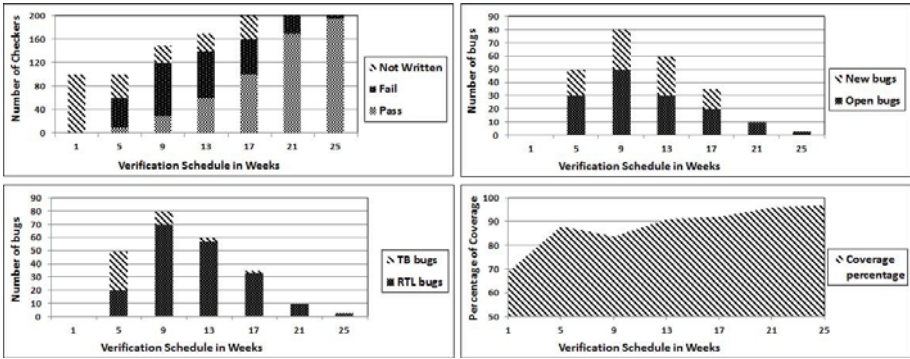 Number of Checkers
200
160
120
80
40
0
1 5 9 13 17 21 25
Verification Schedule in Weeks
Not Written
Fail
Pass
Number of bugs
90
80
70
60
50
40
30
20
10
0
1 5 9 13 17 21 25
Verification Schedule in Weeks
New bugs
Open bugs
Number of bugs
90
80
70
60
50
40
30
20
10
0
1 5 9 13 17 21 25
Verification Schedule in Weeks
TB bugs
RTL bugs
Percentage of Coverage
100
90
80
70
60
50
1 5 9 13 17 21 25
Verification Schedule in Weeks
Coverage
percentage